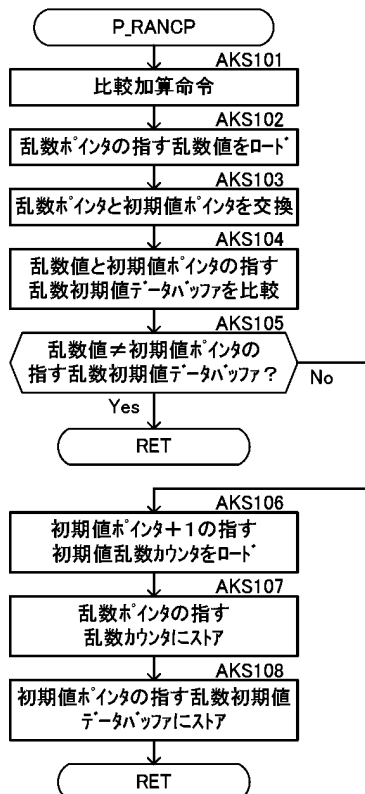 P_RANCP
AKS101
比較加算命令
AKS102
乱数ﾎﾟｲﾝﾀの指す乱数値をﾛｰﾄﾞ
AKS103
乱数ﾎﾟｲﾝﾀと初期値ﾎﾟｲﾝﾀを交換
AKS104
乱数値と初期値ﾎﾟｲﾝﾀの指す
乱数初期値ﾃﾞｰﾀﾊﾞｯﾌｧを比較
AKS105
乱数値≠初期値ﾎﾟｲﾝﾀの
指す乱数初期値ﾃﾞｰﾀﾊﾞｯﾌｧ？
No
Yes
RET
AKS106
初期値ﾎﾟｲﾝﾀ＋１の指す
初期乱数ｶｳﾝﾀをﾛｰﾄﾞ
AKS107
乱数ﾎﾟｲﾝﾀの指す
乱数ｶｳﾝﾀにｽﾄｱ
AKS108
初期値ﾎﾟｲﾝﾀの指す乱数初期値
ﾃﾞｰﾀﾊﾞｯﾌｧにｽﾄｱ
RET